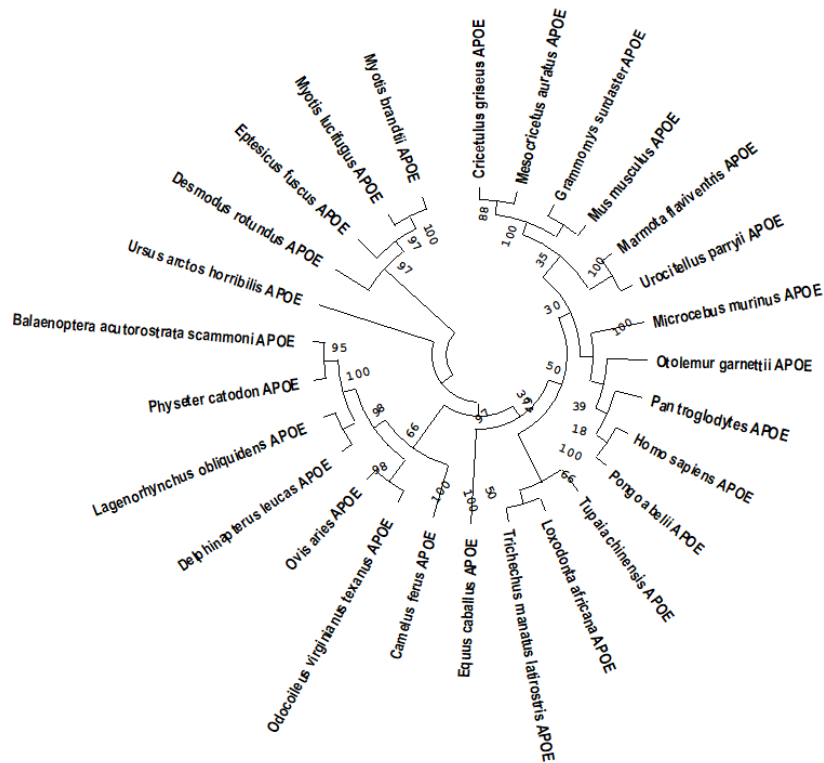 Cricetulus griseus APOE
Mesocricetus auratus APOE
Grammomys surdaster APOE
Mus musculus APOE
Marmota flaviventris APOE
Urocitellus parryii APOE
Microcebus murinus APOE
Otolemur garnettii APOE
Pan troglodytes APOE
Homo sapiens APOE
Pongo abelii APOE
Tupaia chinensis APOE
Loxodonta africana APOE
Trichechus manatus latirostris APOE
Equus caballus APOE
Camelus ferus APOE
Odocoileus virginianus texanus APOE
Ovis aries APOE
Delphinapterus leucas APOE
Lagenorhynchus obliquidens APOE
Physeter catodon APOE
Balaenoptera acutorostrata scammoni APOE
Ursus arctos horribilis APOE
Desmodus rotundus APOE
Eptesicus fuscus APOE
Myotis lucifugus APOE
Myotis brandtii APOE
88
100
35
100
30
100
50
39
18
100
66
50
97
100
100
66
98
98
100
95
97
97
100